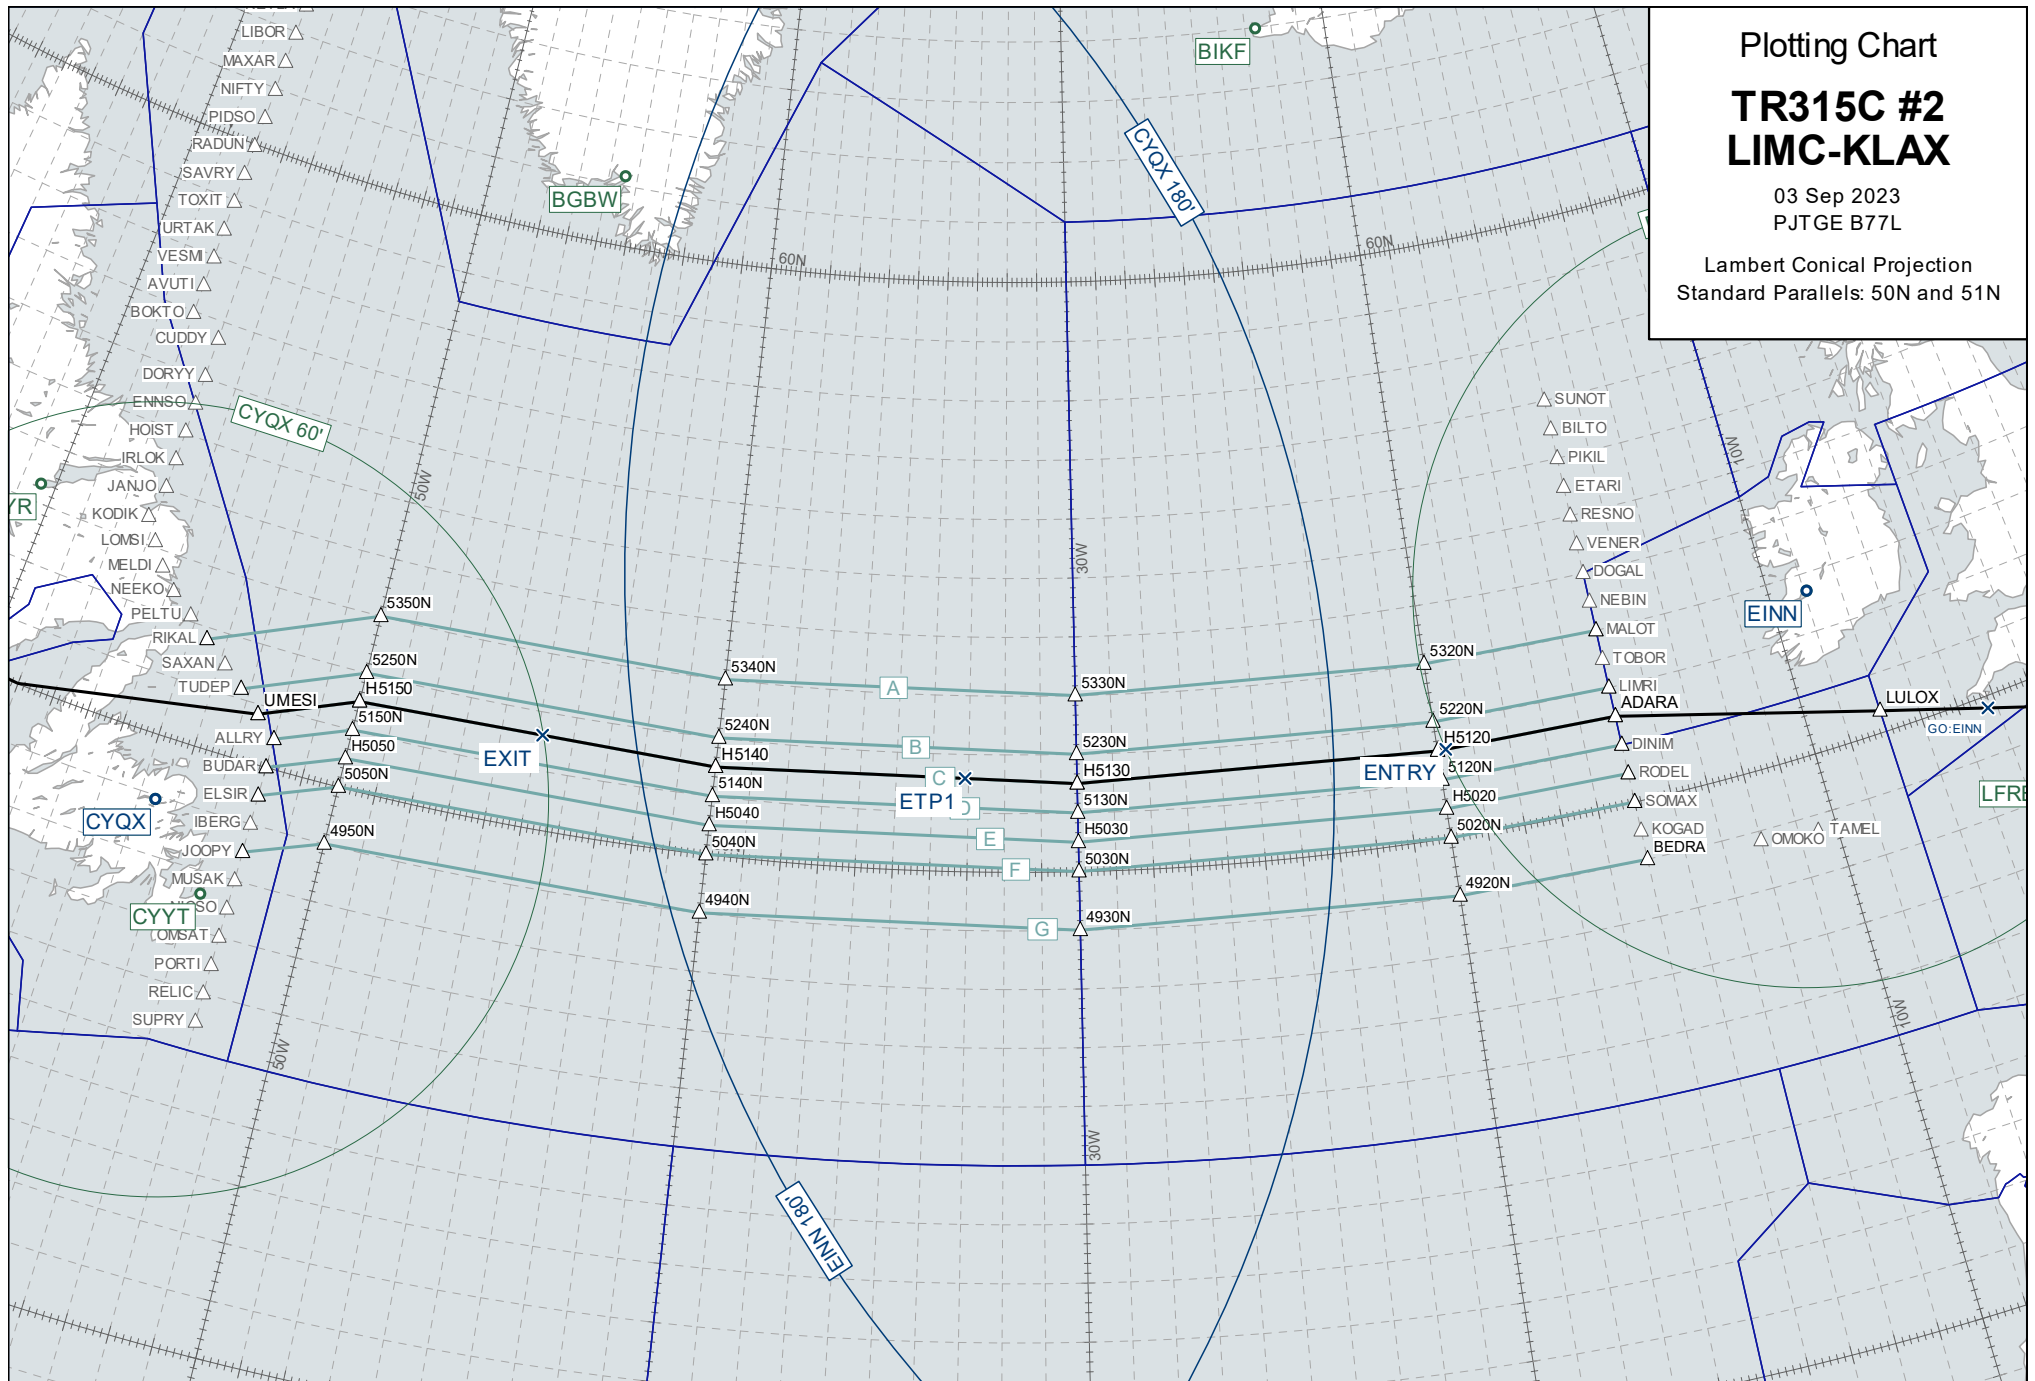 Plotting Chart
TR315C #2
LIMC-KLAX
03 Sep 2023
PJTGE B77L
Lambert Conical Projection
Standard Parallels: 50N and 51N
LIBOR
MAXAR
NIFTY
PIDSO
RADUN
SAVRY
TOXIT
URTAK
VESMI
AVUTI
BOKTO
CUDDY
DORYY
ENNSO
HOIST
IRLOK
JANJO
KODIK
LOMSI
MELDI
NEEKO
PELTU
RIKAL
SAXAN
TUDEP
UMESI
ALLRY
BUDAR
ELSIR
IBERG
JOOPY
MUSAK
PORTI
RELIC
SUPRY
BIKF
BGBW
YR
CYQX
CYYT
EINN
CYQX 60'
CYQX 180'
EINN 180'
60N
60N
50W
50W
30W
30W
10W
10W
5350N
5250N
H5150
5150N
H5050
5050N
4950N
5340N
5240N
H5140
5140N
H5040
5040N
4940N
5330N
5230N
H5130
5130N
H5030
5030N
4930N
5320N
5220N
H5120
5120N
H5020
5020N
4920N
A
B
C
D
E
F
G
EXIT
ETP1
ENTRY
SUNOT
BILTO
PIKIL
ETARI
RESNO
VENER
DOGAL
NEBIN
MALOT
TOBOR
LIMRI
ADARA
DINIM
RODEL
SOMAX
KOGAD
BEDRA
OMOKO
TAMEL
LULOX
GO:EINN